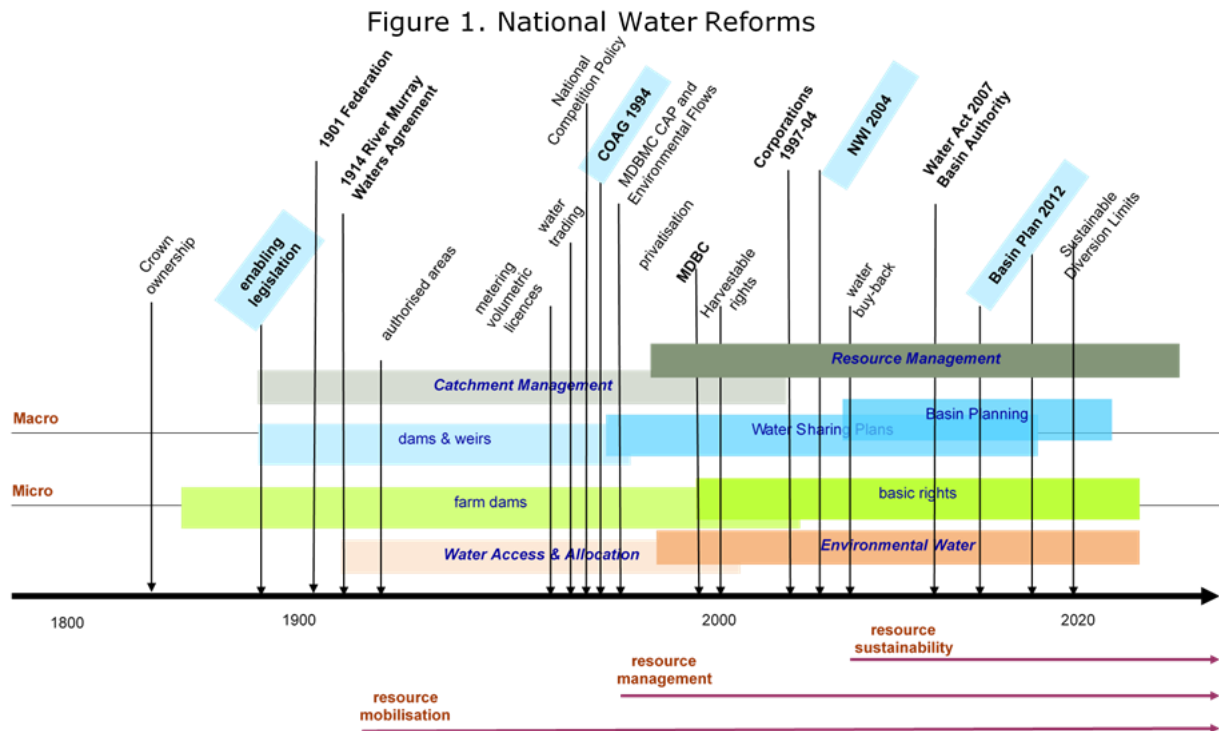 Figure 1. National Water Reforms
Crown
ownership
enabling
legislation
1901 Federation
1914 River Murray
Waters Agreement
authorised areas
metering
volumetric
licences
water
trading
National
Competition Policy
COAG 1994
MDBMC CAP and
Environmental Flows
privatisation
MDBC
Harvestable
rights
Corporations
1997-04
NWI 2004
water
buy-back
Water Act 2007
Basin Authority
Basin Plan 2012
Sustainable
Diversion Limits
Resource Management
Catchment Management
Macro
dams & weirs
Water Sharing Plans
Basin Planning
Micro
farm dams
basic rights
Water Access & Allocation
Environmental Water
1800
1900
2000
2020
resource
sustainability
resource
management
resource
mobilisation